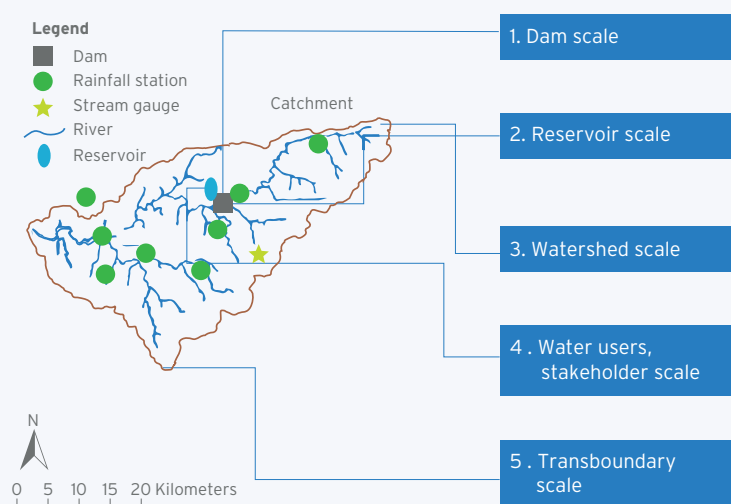 Legend
Dam
Rainfall station
Stream gauge
River
Reservoir
Catchment
1. Dam scale
2. Reservoir scale
3. Watershed scale
4 . Water users,
stakeholder scale
5 . Transboundary
scale
N
0 5 10 15 20 Kilometers